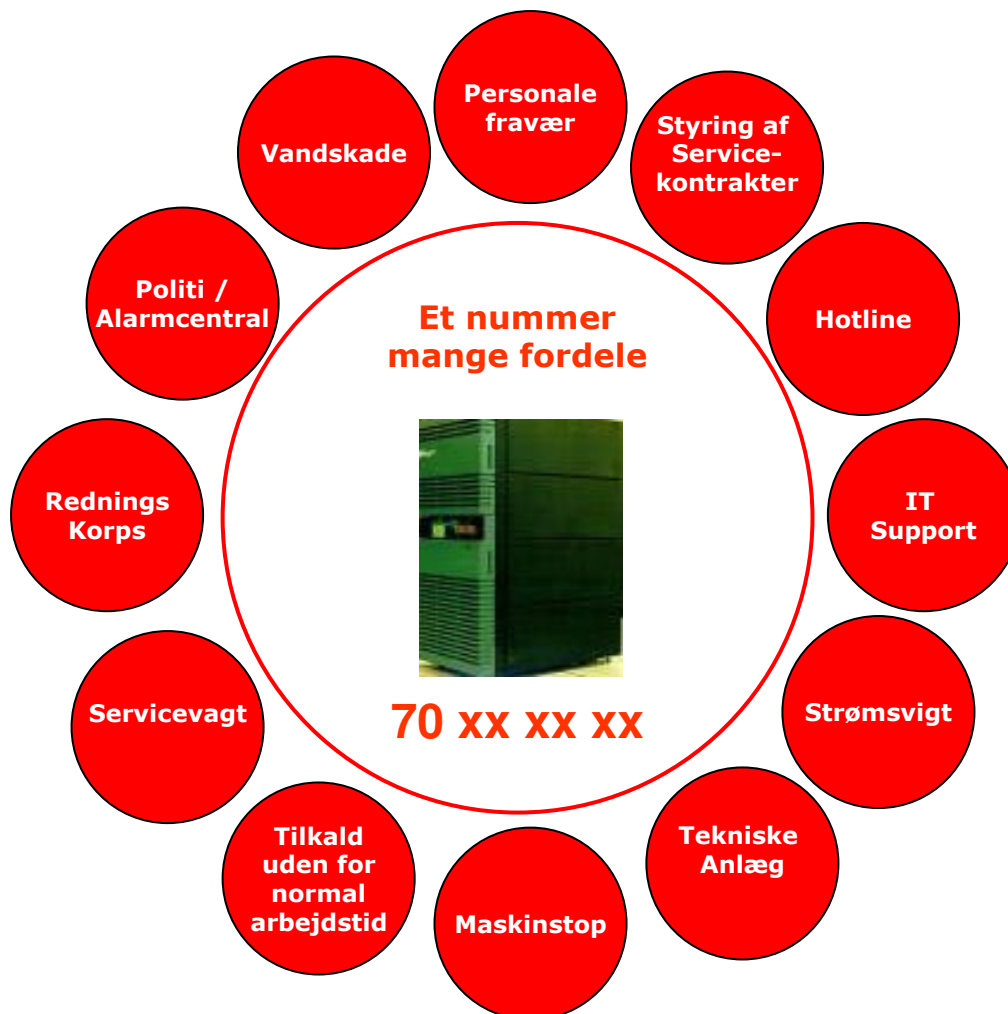 Personale
fravær
Styring af
Service-
kontrakter
Hotline
IT
Support
Strømsvigt
Tekniske
Anlæg
Maskinstop
Tilkald
uden for
normal
arbejdstid
Servicevagt
Rednings
Korps
Politi /
Alarmcentral
Vandskade
Et nummer
mange fordele
70 xx xx xx